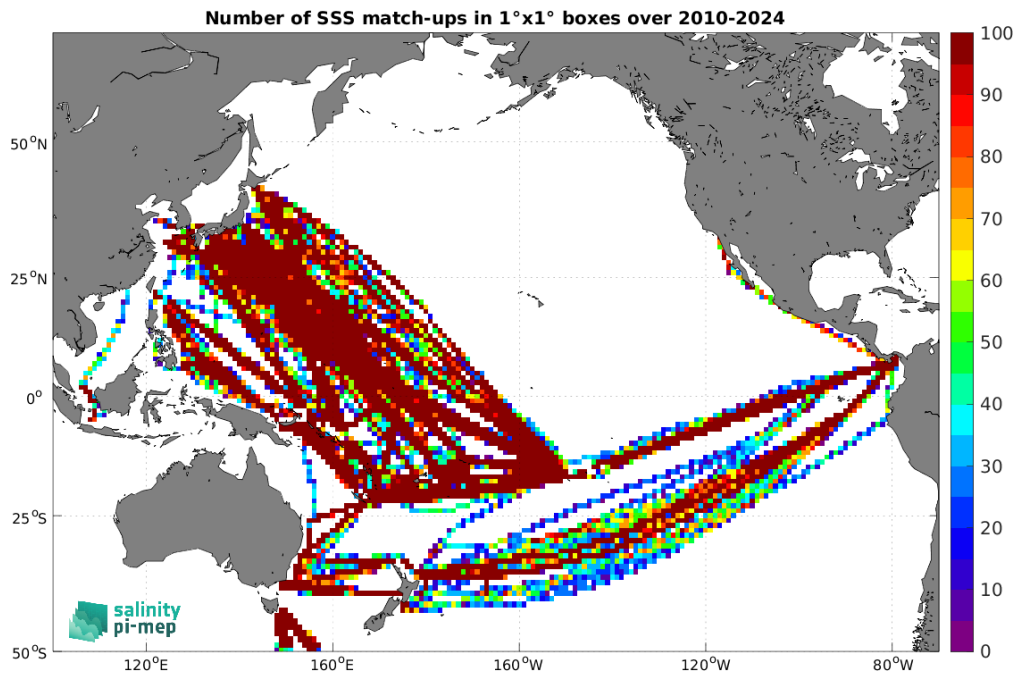 Number of SSS match-ups in 1°x1° boxes over 2010-2024
100
90
80
70
60
50
40
30
20
10
0
50°N
25°N
0°
25°S
50°S
120°E
160°E
160°W
120°W
80°W
salinity
pi-mep